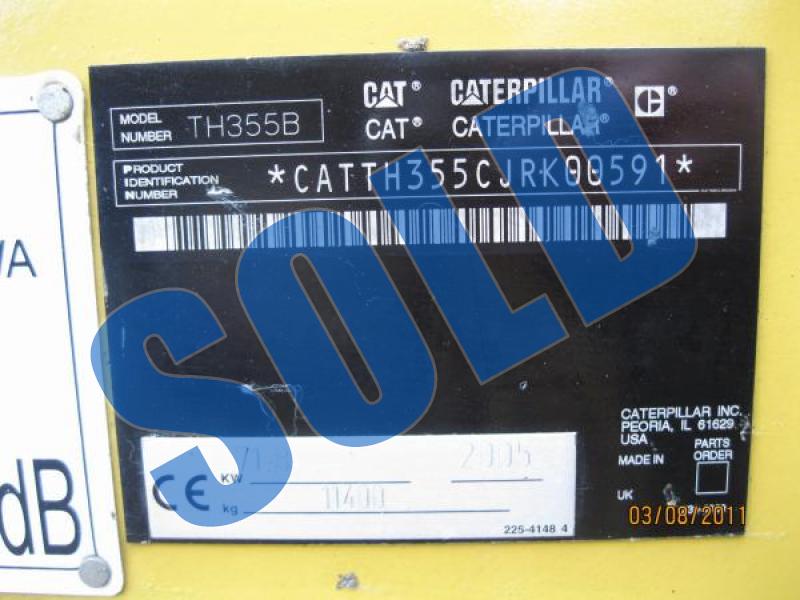 CAT® CATERPILLAR® C®
MODEL NUMBER TH355B CAT® CATERPILLAR®
PRODUCT IDENTIFICATION NUMBER *CATTH355CJRK00591*
VA
SOLD
CATERPILLAR INC.
PEORIA, IL 61629
USA
MADE IN PARTS ORDER
UK
CE KW 2005
kg 11400
225-4148 4
dB
03/08/2011